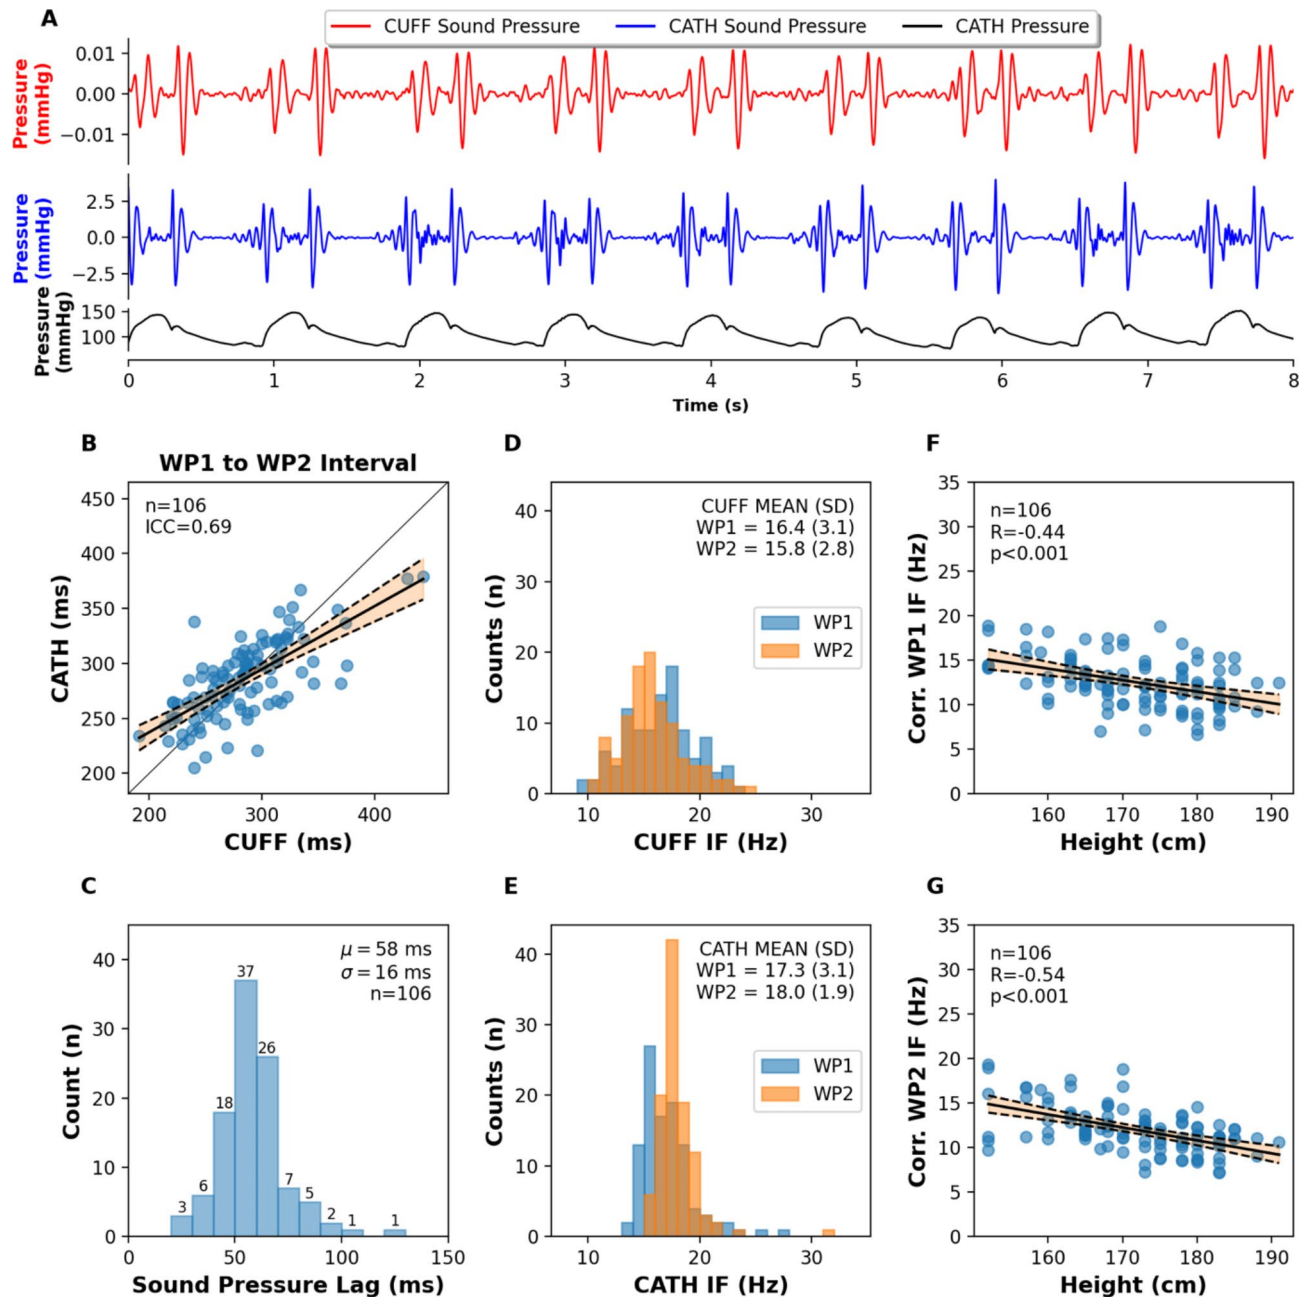 A
CUFF Sound Pressure
CATH Sound Pressure
CATH Pressure
Pressure
(mmHg)
0.01
0.00
−0.01
Pressure
(mmHg)
2.5
0.0
−2.5
Pressure
(mmHg)
150
100
0 1 2 3 4 5 6 7 8
Time (s)
B
WP1 to WP2 Interval
n=106
ICC=0.69
CATH (ms)
450
400
350
300
250
200
200 300 400
CUFF (ms)
D
CUFF MEAN (SD)
WP1 = 16.4 (3.1)
WP2 = 15.8 (2.8)
WP1
WP2
Counts (n)
40
30
20
10
0
10 20 30
CUFF IF (Hz)
F
n=106
R=-0.44
p<0.001
Corr. WP1 IF (Hz)
35
30
25
20
15
10
5
0
160 170 180 190
Height (cm)
C
μ = 58 ms
σ = 16 ms
n=106
Count (n)
40
30
20
10
0
3
6
18
37
26
7
5
2
1
1
0 50 100 150
Sound Pressure Lag (ms)
E
CATH MEAN (SD)
WP1 = 17.3 (3.1)
WP2 = 18.0 (1.9)
WP1
WP2
Counts (n)
40
30
20
10
0
10 20 30
CATH IF (Hz)
G
n=106
R=-0.54
p<0.001
Corr. WP2 IF (Hz)
35
30
25
20
15
10
5
0
160 170 180 190
Height (cm)